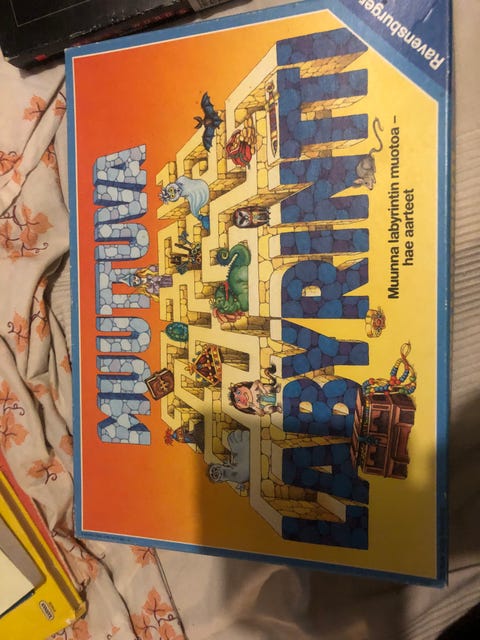 Ravensburger
MUUTTUVA
LABYRINTTI
Muunna labyrintin muotoa –
hae aarteet